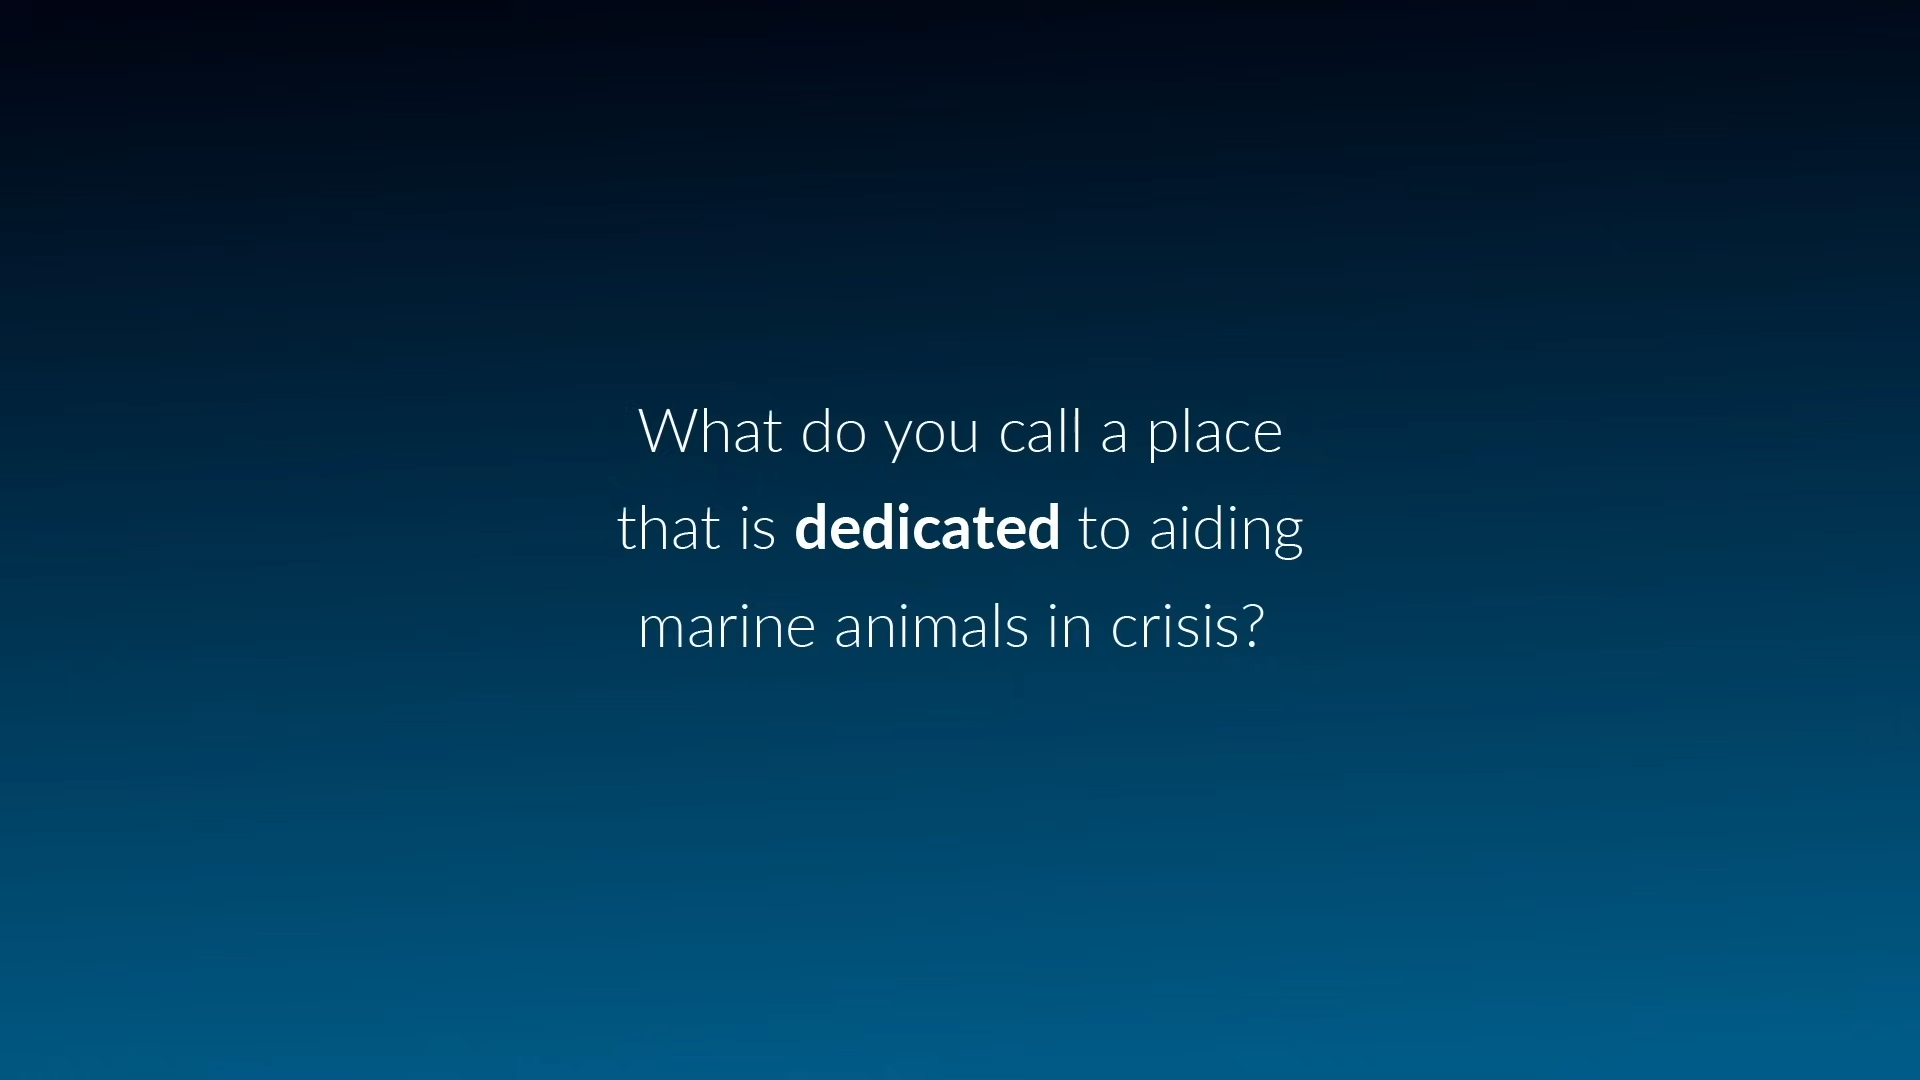 What do you call a place
that is dedicated to aiding
marine animals in crisis?